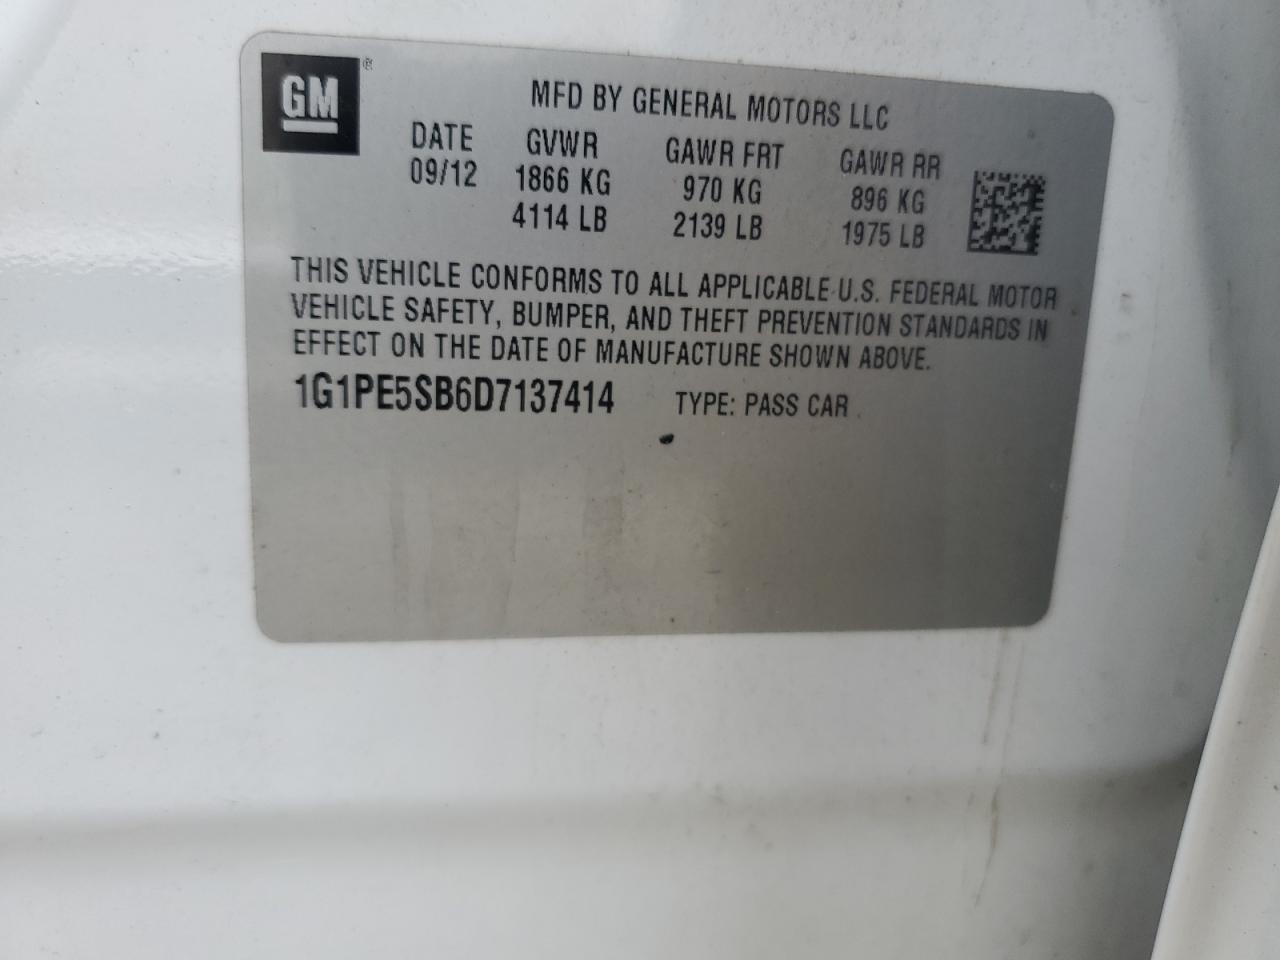 GM ®
MFD BY GENERAL MOTORS LLC
DATE GVWR GAWR FRT GAWR RR
09/12 1866 KG 970 KG 896 KG
4114 LB 2139 LB 1975 LB
THIS VEHICLE CONFORMS TO ALL APPLICABLE U.S. FEDERAL MOTOR
VEHICLE SAFETY, BUMPER, AND THEFT PREVENTION STANDARDS IN
EFFECT ON THE DATE OF MANUFACTURE SHOWN ABOVE.
1G1PE5SB6D7137414 TYPE: PASS CAR